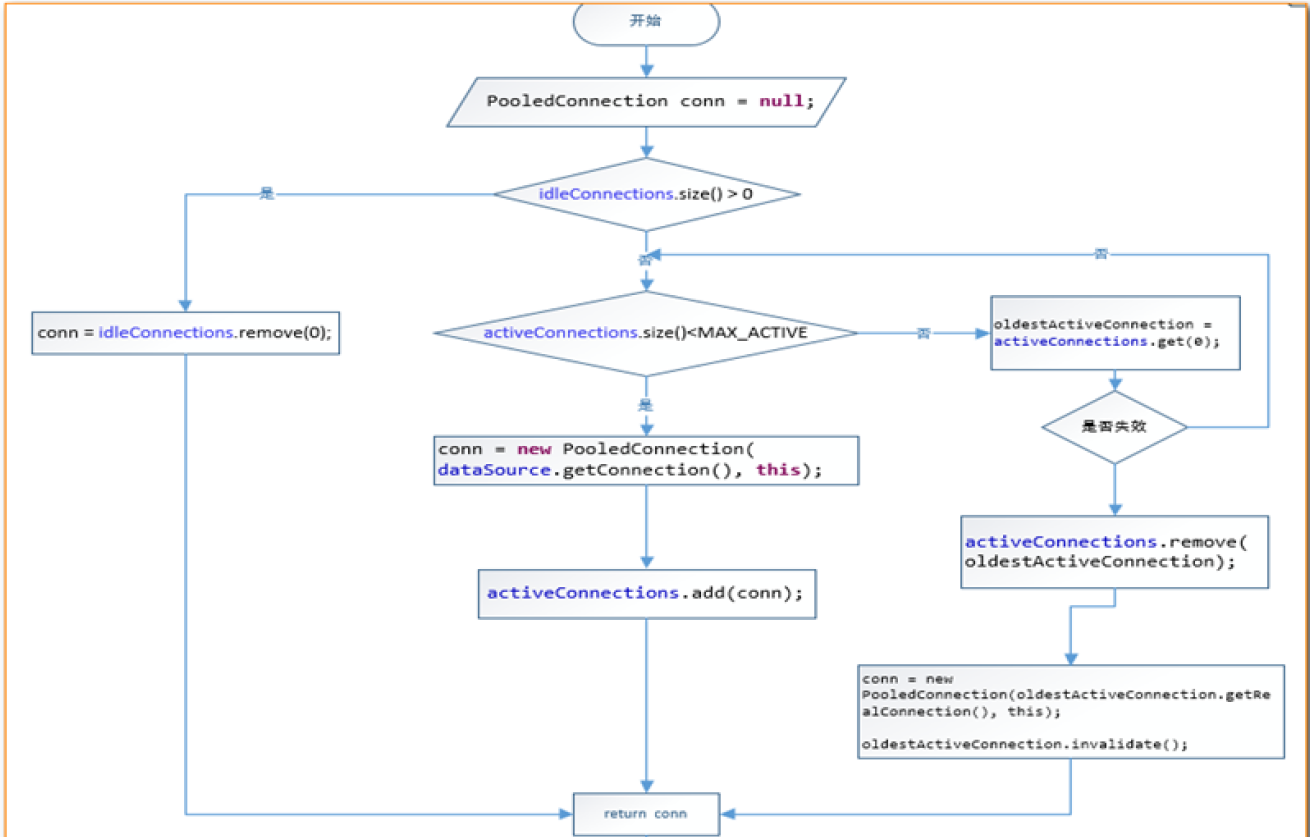 开始
PooledConnection conn = null;
idleConnections.size() > 0
是
否
否
conn = idleConnections.remove(0);
activeConnections.size()<MAX_ACTIVE
否
oldestActiveConnection =
activeConnections.get(0);
是
是否失效
conn = new PooledConnection(
dataSource.getConnection(), this);
activeConnections.remove(
oldestActiveConnection);
activeConnections.add(conn);
conn = new
PooledConnection(oldestActiveConnection.getRe
alConnection(), this);
oldestActiveConnection.invalidate();
return conn